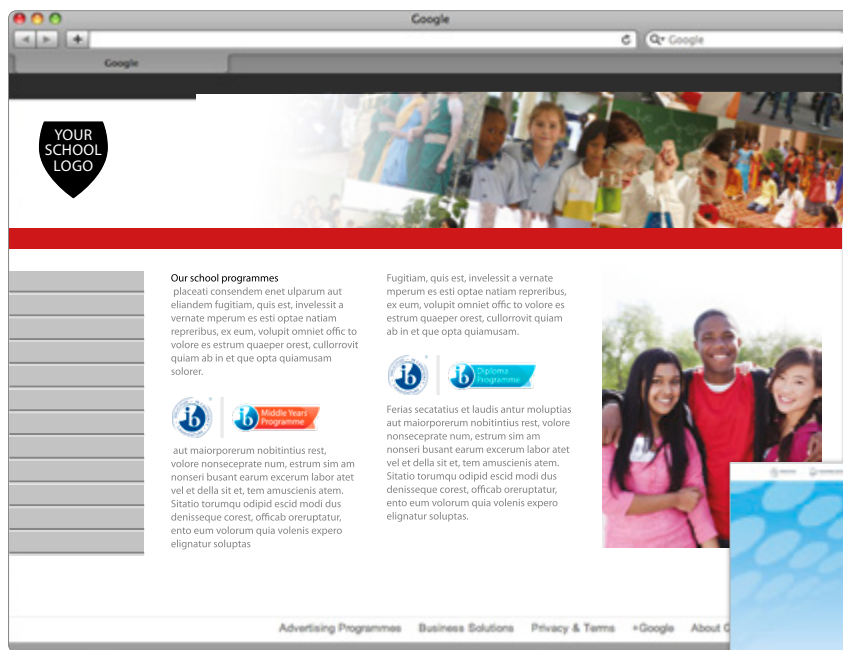 Google
Google
Google
YOUR
SCHOOL
LOGO
Our school programmes
placeati consendem enet ulparum aut
eliandem fugitiam, quis est, invelessit a
vernate mperum es esti optae natiam
repreribus, ex eum, volupit omniet offic to
volore es estrum quaeper orest, cullorrovit
quiam ab in et que opta quiamusam
solorer.
ib
ib Middle Years
Programme
aut maiorporerum nobitintius rest,
volore nonseceprate num, estrum sim am
nonseri busant earum excerum labor atet
vel et della sit et, tem amuscienis atem.
Sitatio torumqu odipid escid modi dus
denisseque corest, officab oreruptatur,
ento eum volorum quia volenis expero
elignatur soluptas
Fugitiam, quis est, invelessit a vernate
mperum es esti optae natiam repreribus,
ex eum, volupit omniet offic to volore es
estrum quaeper orest, cullorrovit quiam
ab in et que opta quiamusam.
ib
ib Diploma
Programme
Ferias secatatius et laudis antur moluptias
aut maiorporerum nobitintius rest, volore
nonseceprate num, estrum sim am
nonseri busant earum excerum labor atet
vel et della sit et, tem amuscienis atem.
Sitatio torumqu odipid escid modi dus
denisseque corest, officab oreruptatur,
ento eum volorum quia volenis expero
elignatur soluptas.
Advertising Programmes Business Solutions Privacy & Terms +Google About G